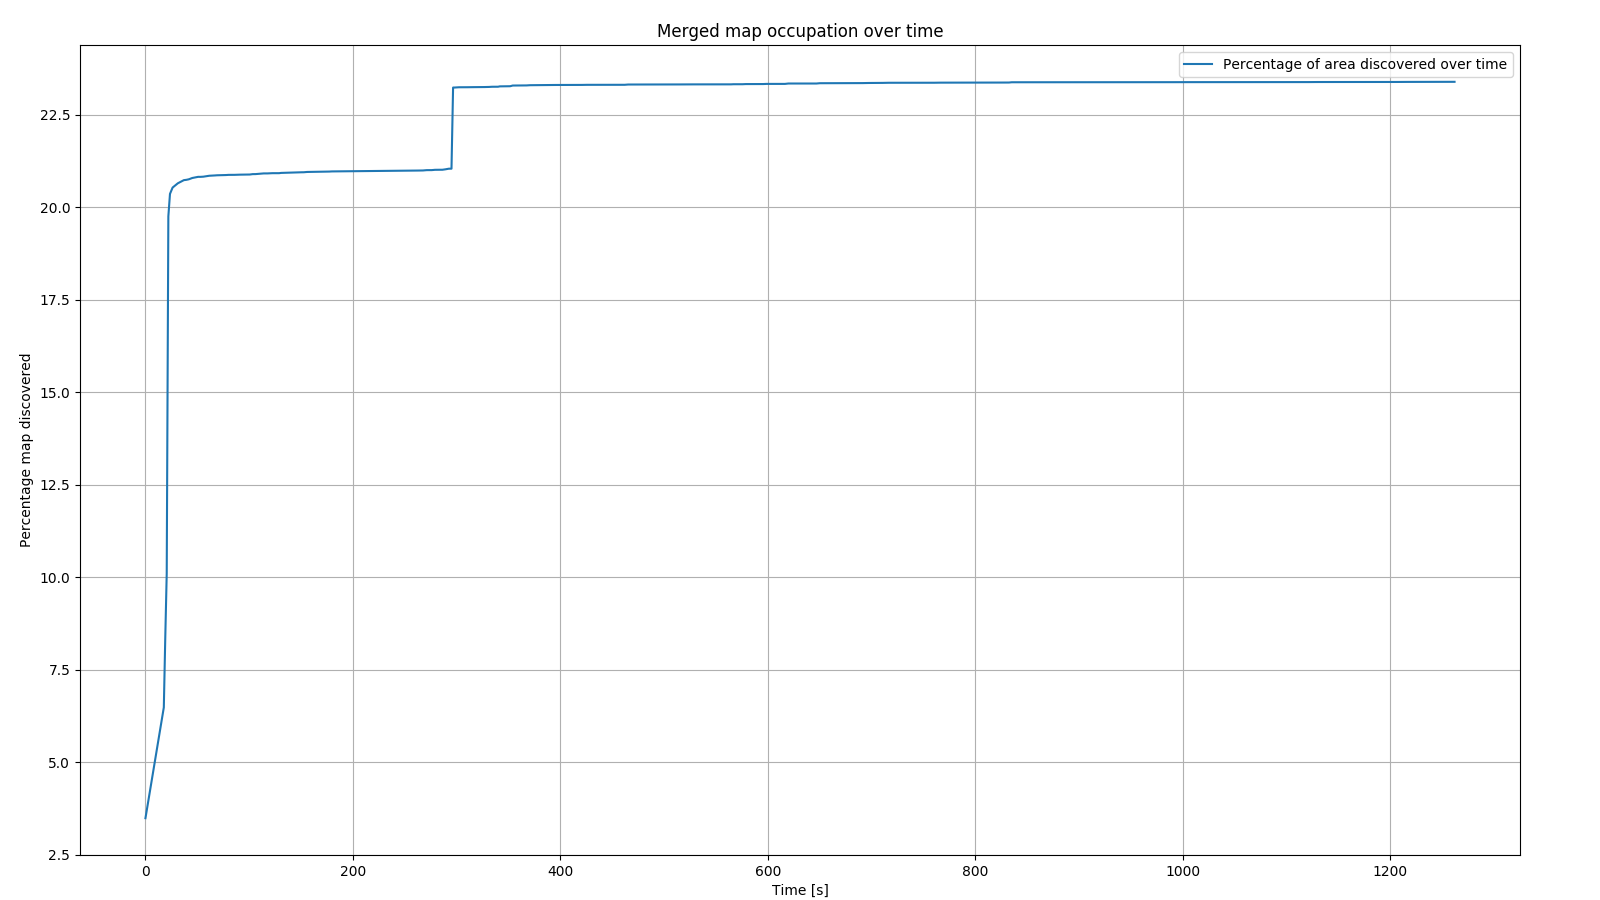 Merged map occupation over time
Percentage of area discovered over time
Percentage map discovered
22.5
20.0
17.5
15.0
12.5
10.0
7.5
5.0
2.5
0 200 400 600 800 1000 1200
Time [s]